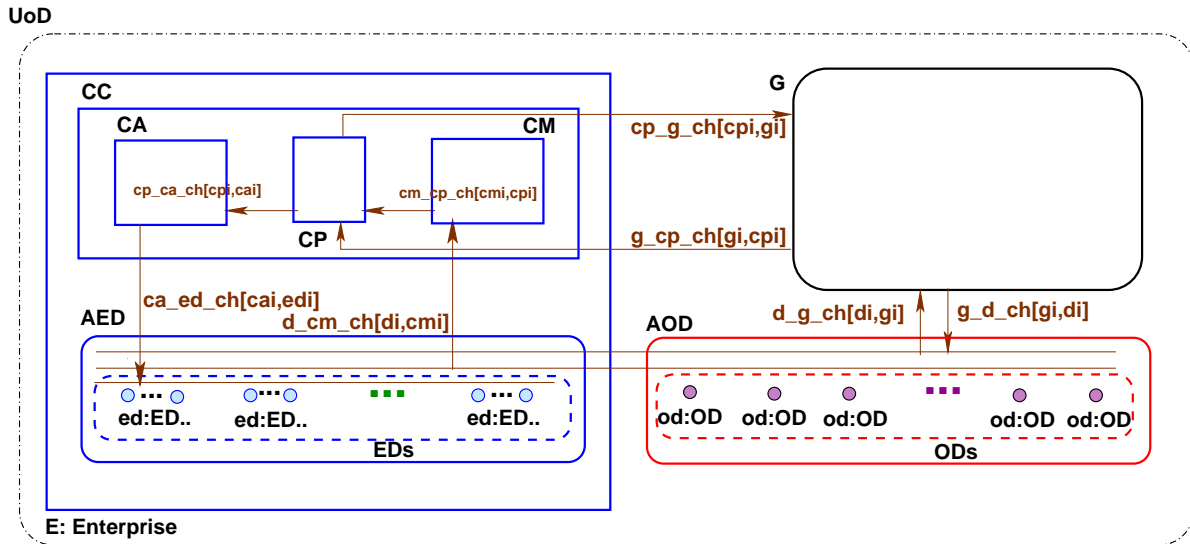 UoD
CC
G
CA
CM
cp_g_ch[cpi,gi]
cp_ca_ch[cpi,cai]
cm_cp_ch[cmi,cpi]
CP
g_cp_ch[gi,cpi]
ca_ed_ch[cai,edi]
d_cm_ch[di,cmi]
d_g_ch[di,gi]
g_d_ch[gi,di]
AED
AOD
ed:ED..
ed:ED..
ed:ED..
od:OD
od:OD
od:OD
od:OD
od:OD
EDs
ODs
E: Enterprise